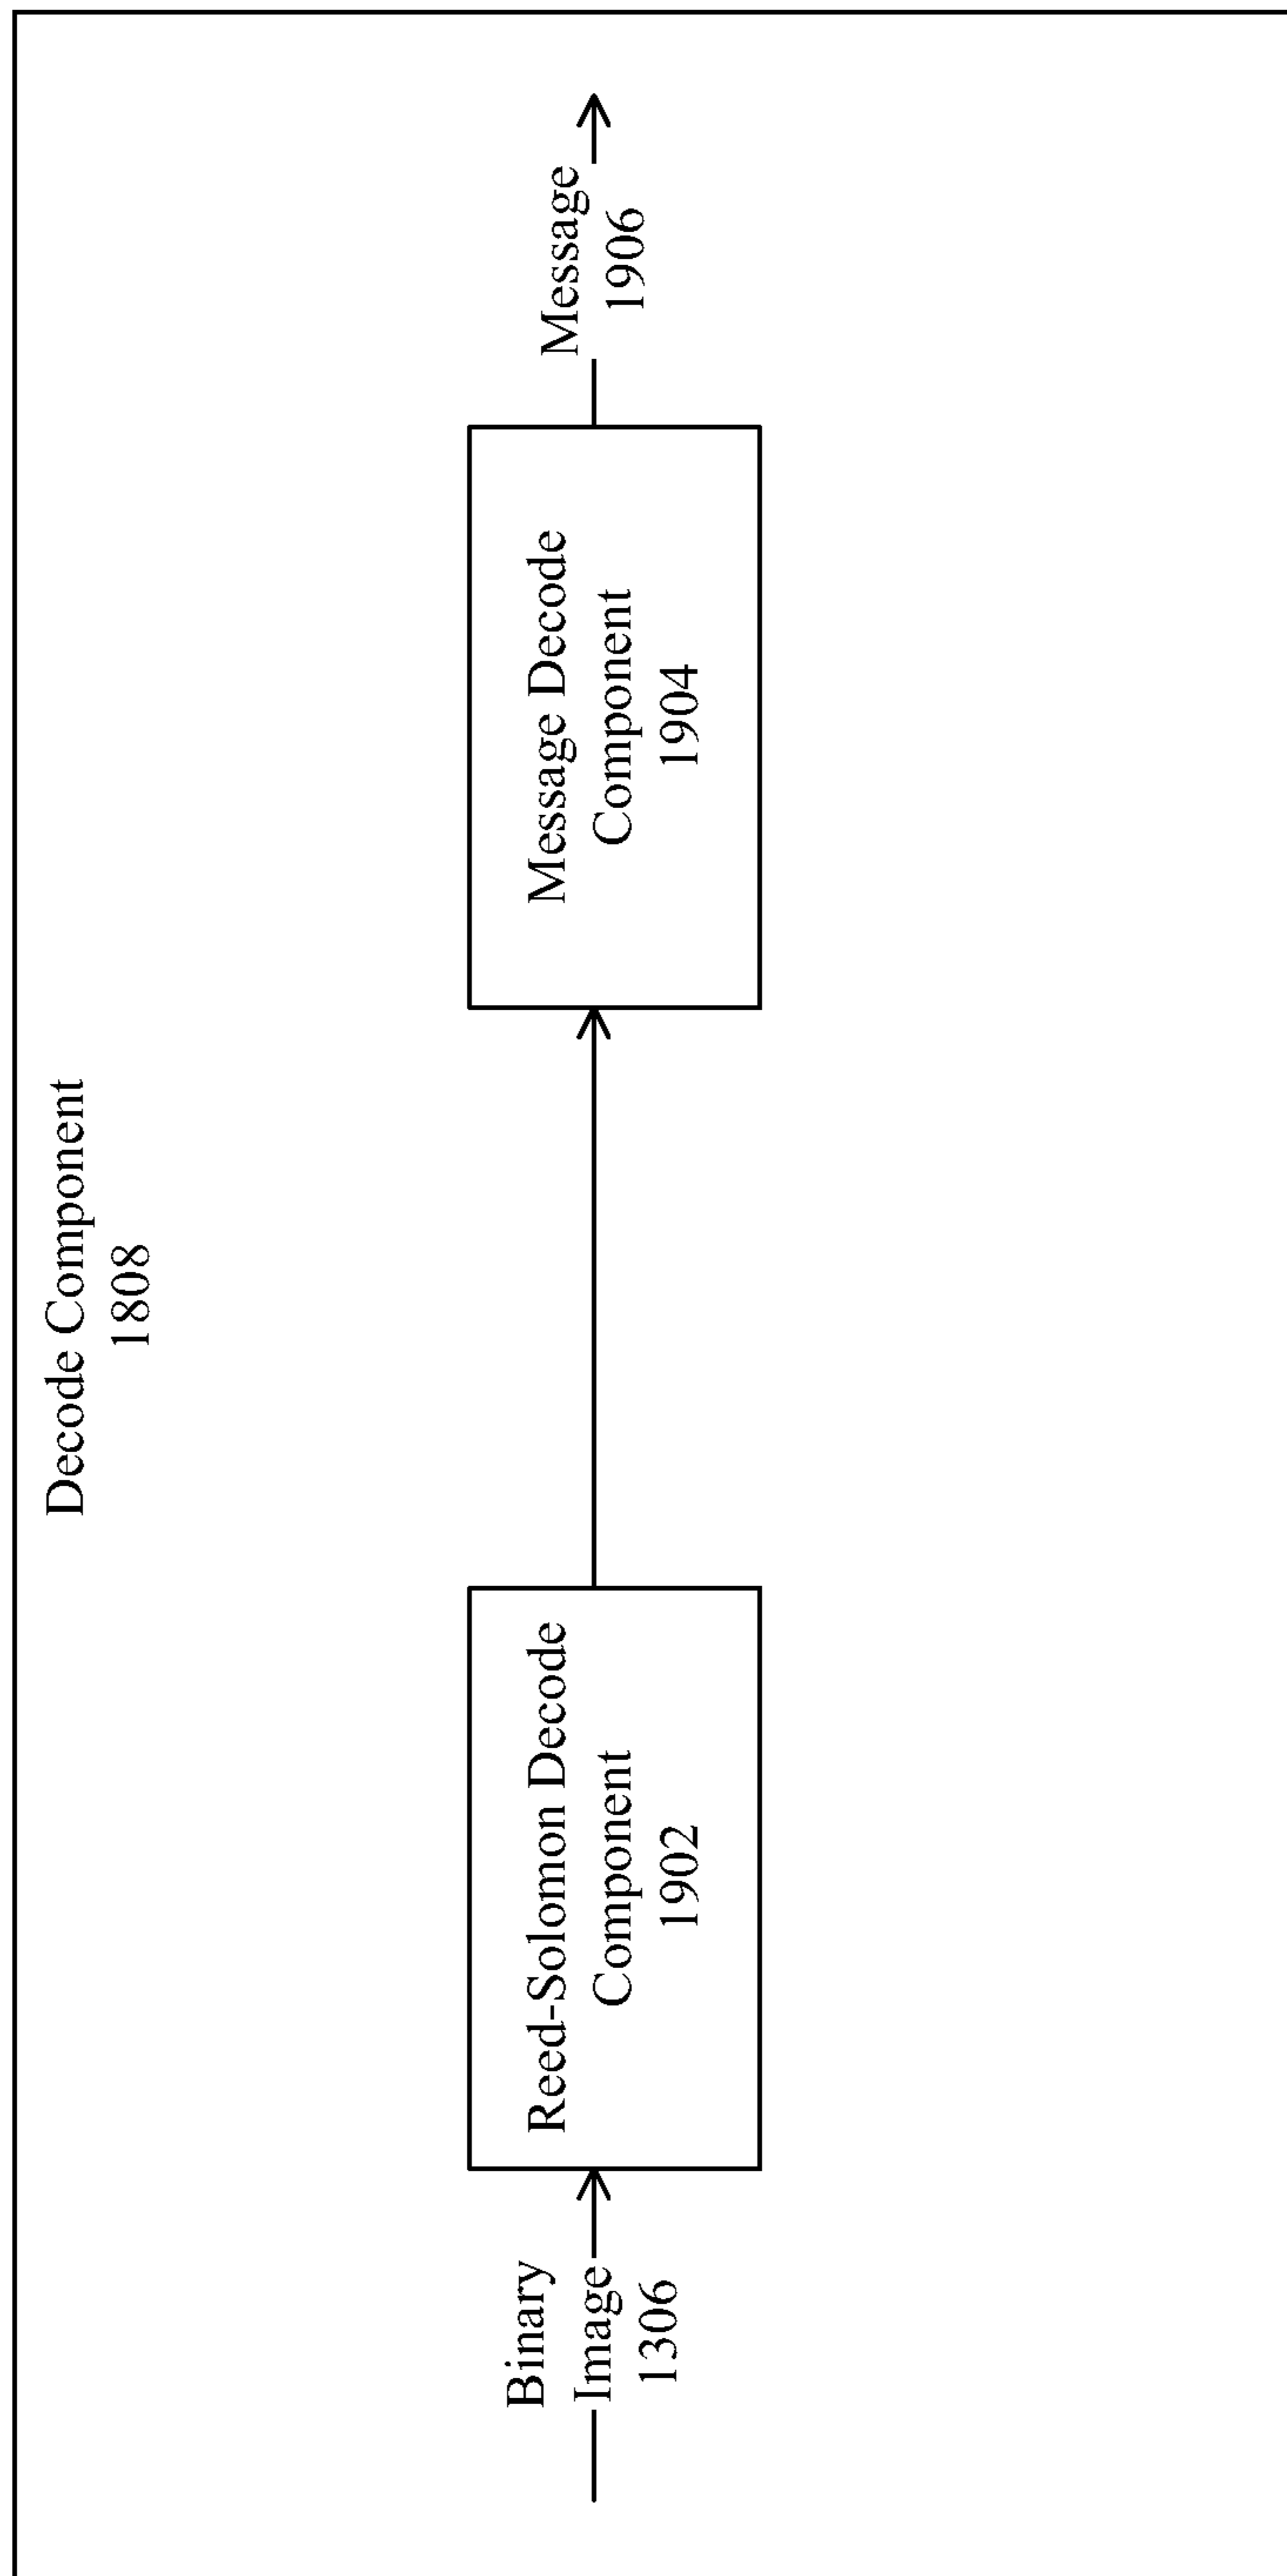 Decode Component
1808
Binary
Image
1306
Reed-Solomon Decode
Component
1902
Message Decode
Component
1904
Message
1906